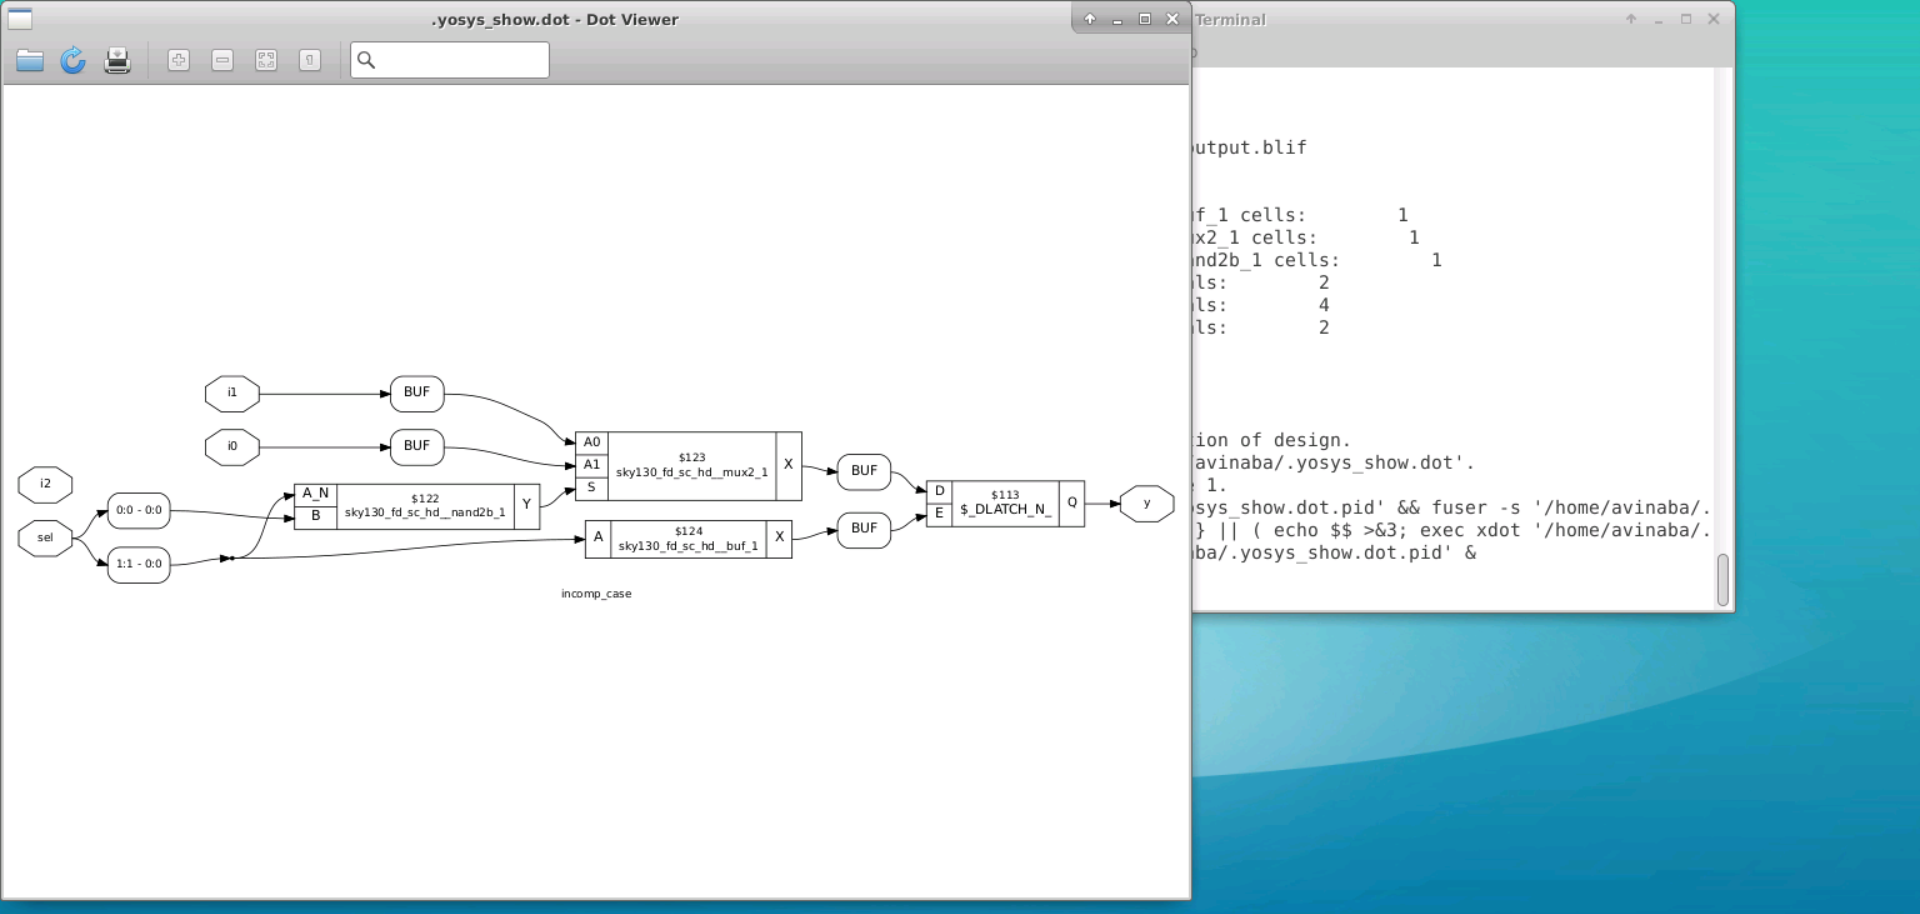 .yosys_show.dot - Dot Viewer
Terminal
i1
BUF
i0
BUF
A0
A1
S
$123
sky130_fd_sc_hd__mux2_1
X
i2
sel
0:0 - 0:0
1:1 - 0:0
A_N
B
$122
sky130_fd_sc_hd__nand2b_1
Y
A
$124
sky130_fd_sc_hd__buf_1
X
BUF
BUF
D
E
$113
$_DLATCH_N_
Q
y
incomp_case
utput.blif
f_1 cells: 1
x2_1 cells: 1
nd2b_1 cells: 1
ls: 2
ls: 4
ls: 2
ion of design.
avinaba/.yosys_show.dot'.
1.
sys_show.dot.pid' && fuser -s '/home/avinaba/.
} || ( echo $$ >&3; exec xdot '/home/avinaba/.
ba/.yosys_show.dot.pid' &